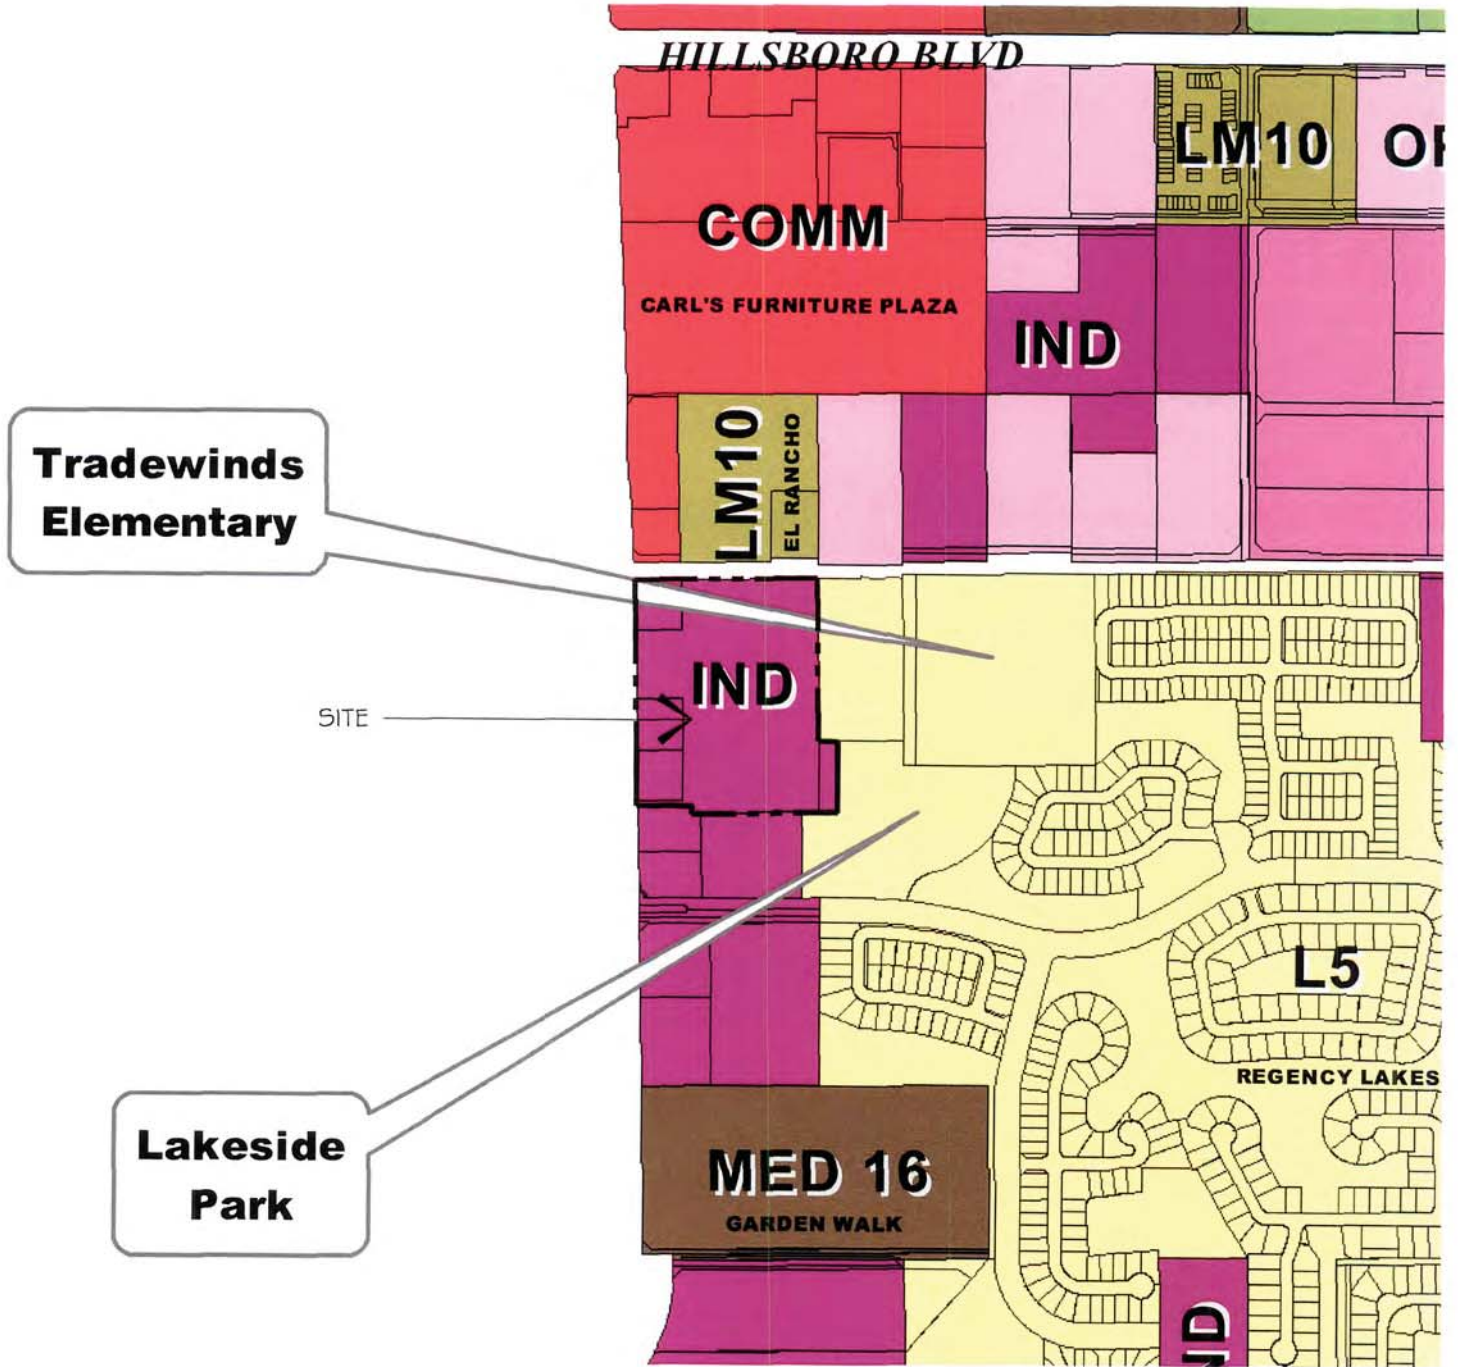 HILLSBORO BLVD
LM10
COMM
CARL'S FURNITURE PLAZA
IND
Tradewinds
Elementary
LM10
EL RANCHO
IND
SITE
L5
REGENCY LAKES
Lakeside
Park
MED 16
GARDEN WALK